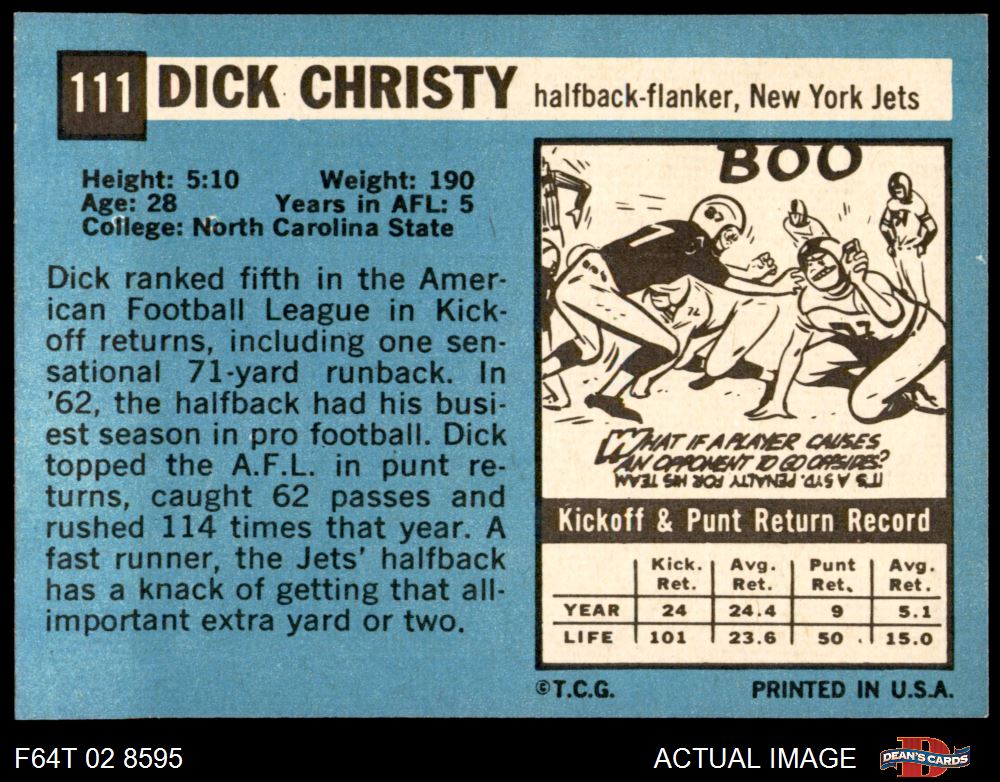 111 DICK CHRISTY halfback-flanker, New York Jets
Height: 5:10 Weight: 190
Age: 28 Years in AFL: 5
College: North Carolina State
Dick ranked fifth in the Amer-
ican Football League in Kick-
off returns, including one sen-
sational 71-yard runback. In
'62, the halfback had his busi-
est season in pro football. Dick
topped the A.F.L. in punt re-
turns, caught 62 passes and
rushed 114 times that year. A
fast runner, the Jets' halfback
has a knack of getting that all-
important extra yard or two.
BOO
87
7
72
87
77
WHAT IF A PLAYER CAUSES
AN OPPONENT TO GO OFFSIDES?
IT'S A 5 YD. PENALTY FOR HIS TEAM
Kickoff & Punt Return Record
Kick. Ret. Avg. Ret. Punt Ret. Avg. Ret.
YEAR 24 24.4 9 5.1
LIFE 101 23.6 50 15.0
©T.C.G. PRINTED IN U.S.A.
F64T 02 8595 ACTUAL IMAGE D DEAN'S CARDS